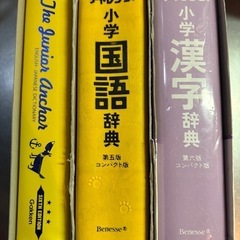 The Junior Anchor
ENGLISH-JAPANESE DICTIONARY
SIXTH EDITION
Gakken
小学
国語
辞典
第五版
コンパクト版
Benesse
小学
漢字
辞典
第六版
コンパクト版
Benesse